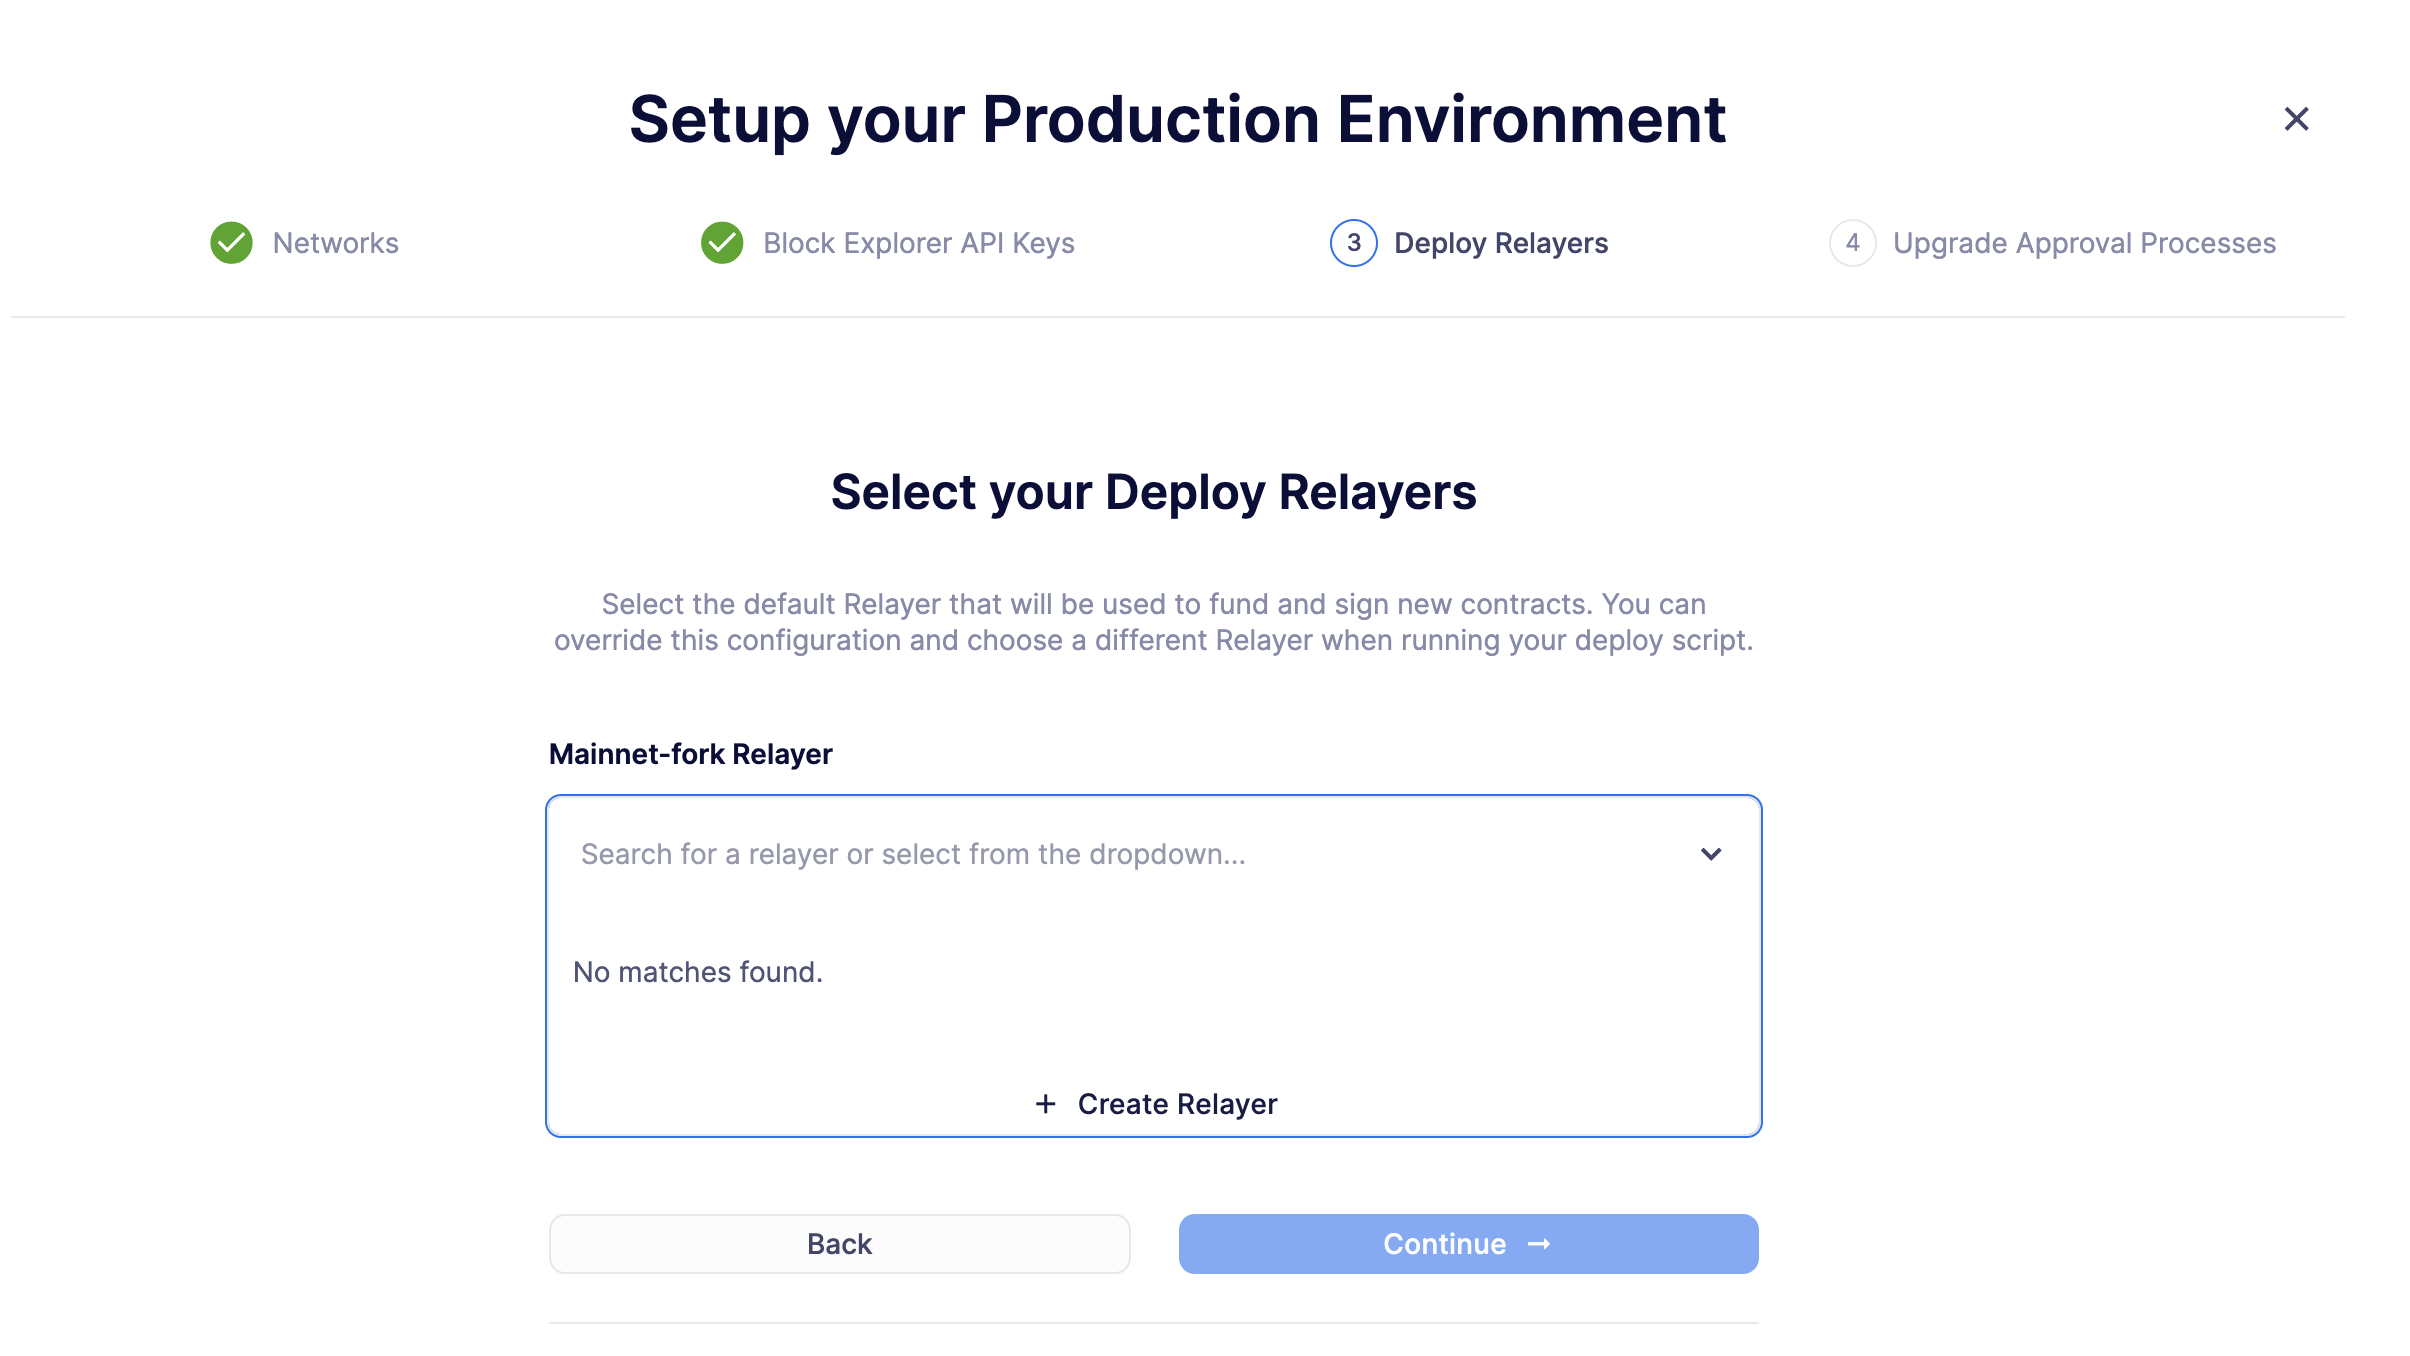 Setup your Production Environment
Networks
Block Explorer API Keys
3 Deploy Relayers
4 Upgrade Approval Processes
Select your Deploy Relayers
Select the default Relayer that will be used to fund and sign new contracts. You can
override this configuration and choose a different Relayer when running your deploy script.
Mainnet-fork Relayer
Search for a relayer or select from the dropdown...
No matches found.
+ Create Relayer
Back
Continue →